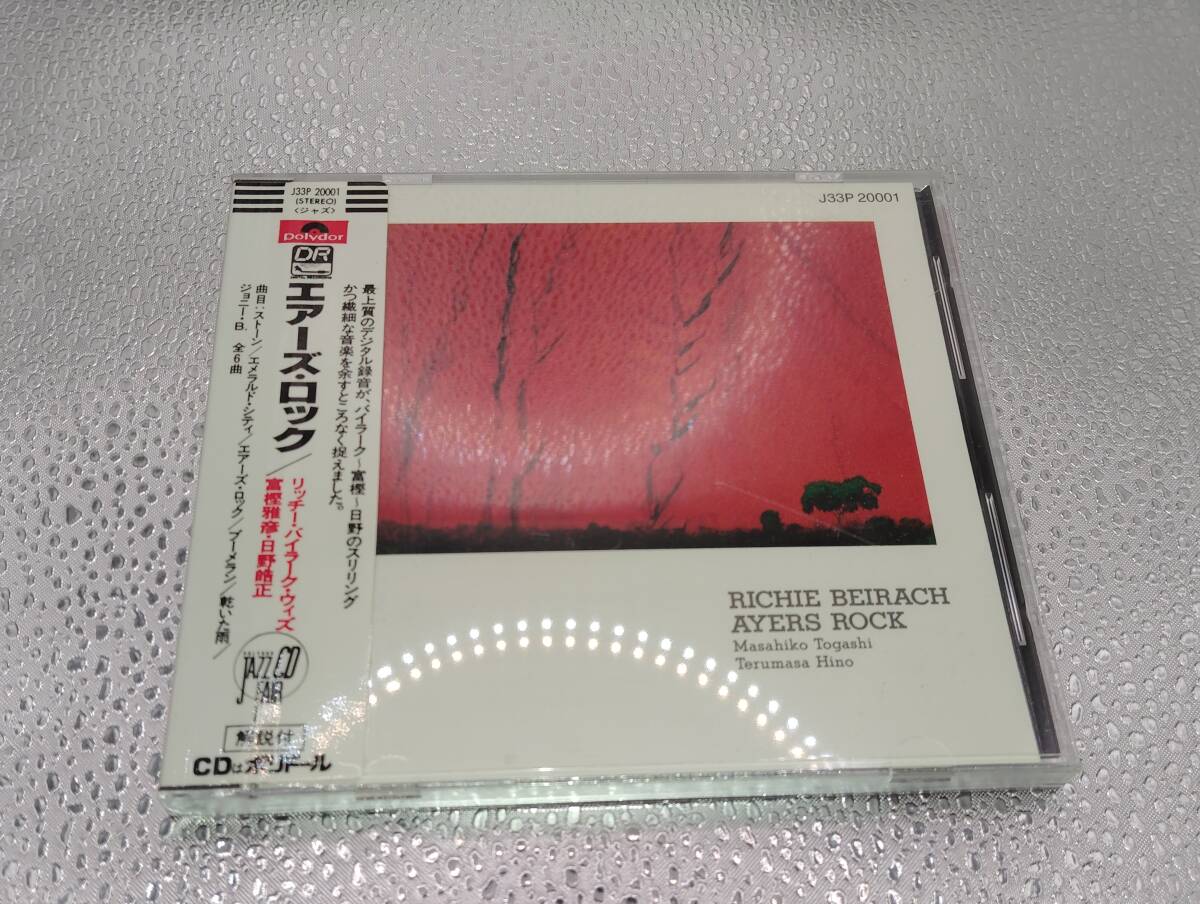 J33P 20001
(STEREO)
〈ジャズ〉
Polydor
DR
エアーズ・ロック/
リッチー・バイラーク・ウィズ
富樫雅彦・日野皓正
最上質のデジタル録音が、バイラーク〜富樫〜日野のスリリング
かつ繊細な音楽を余すところなく捉えました。
曲目:ストーン/エメラルド・シティ/エアーズ・ロック/ブーメラン/乾いた雨/
ジョニー・B. 全6曲
JAZZ CD
FAIR
解説付
CDはポリドール
J33P 20001
RICHIE BEIRACH
AYERS ROCK
Masahiko Togashi
Terumasa Hino